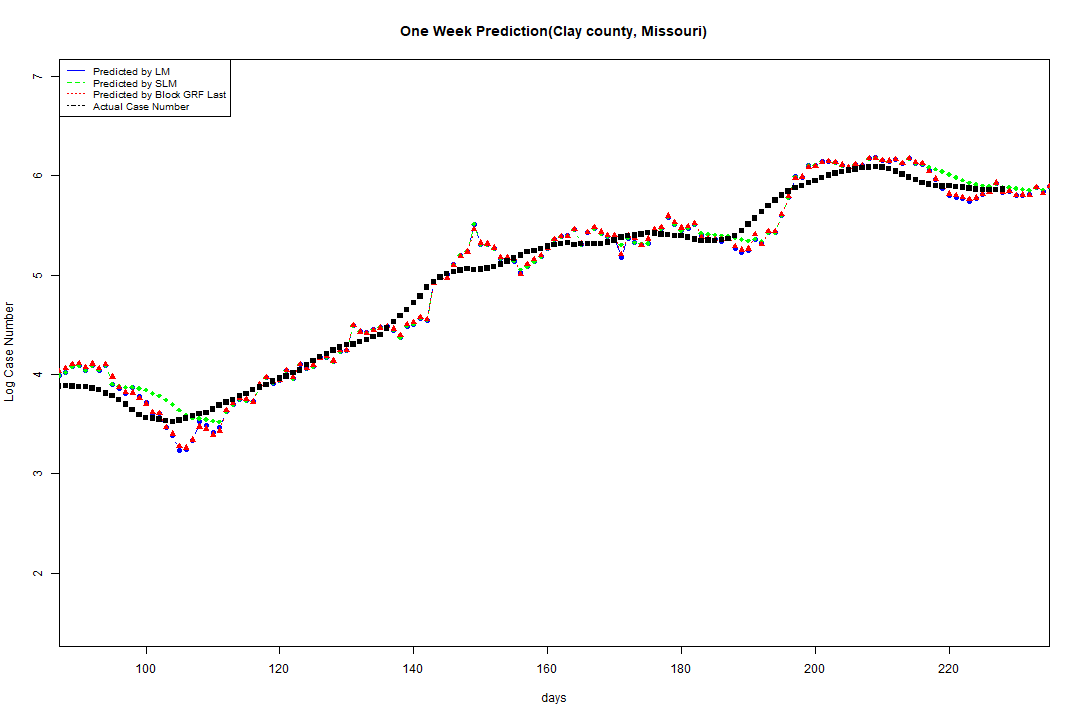 One Week Prediction(Clay county, Missouri)
Predicted by LM
Predicted by SLM
Predicted by Block GRF Last
Actual Case Number
7
6
5
4
3
2
Log Case Number
100 120 140 160 180 200 220
days